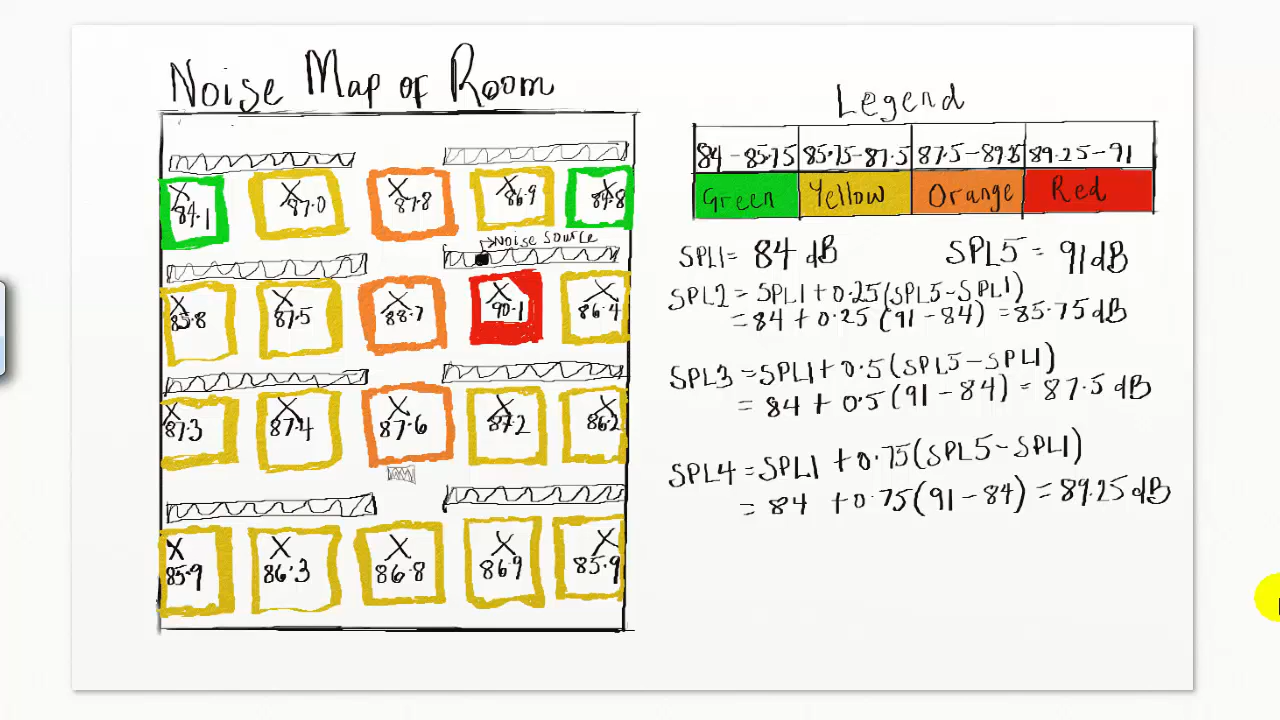 Noise Map of Room
X X X X X
84.1 87.0 87.8 86.9 84.8
Noise Source
X X X X X
85.8 87.5 88.7 90.1 86.4
X X X X X
87.3 87.4 87.6 87.2 86.2
X X X X X
85.9 86.3 86.8 86.9 85.9
Legend
84-85.75 85.75-87.5 87.5-89.25 89.25-91
Green Yellow Orange Red
SPL1= 84 dB SPL5 = 91 dB
SPL2 = SPL1+0.25(SPL5-SPL1)
= 84 + 0.25 (91-84) = 85.75 dB
SPL3 = SPL1 + 0.5 (SPL5-SPL1)
= 84 + 0.5 (91-84) = 87.5 dB
SPL4 = SPL1 + 0.75(SPL5-SPL1)
= 84 + 0.75 (91-84) = 89.25 dB